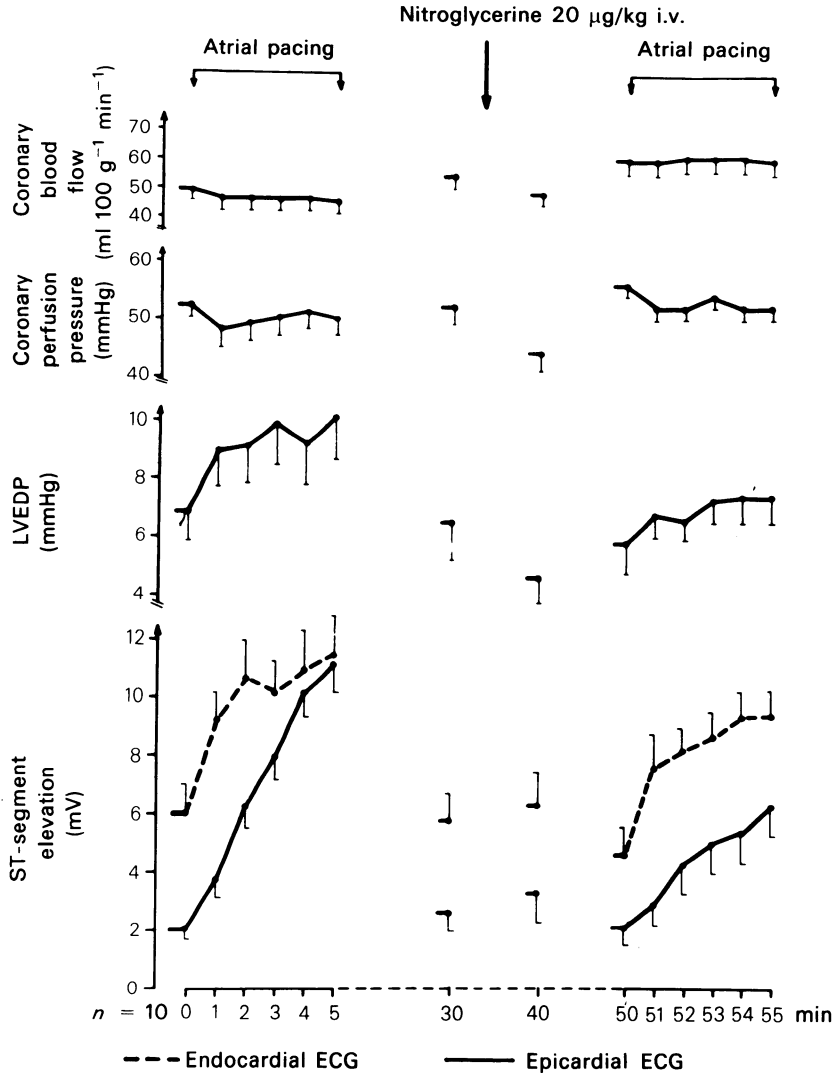 Nitroglycerine 20 µg/kg i.v.
Atrial pacing
Atrial pacing
Coronary
blood
flow
(ml 100 g⁻¹ min⁻¹)
70
60
50
40
Coronary
perfusion
pressure
(mmHg)
60
50
40
LVEDP
(mmHg)
10
8
6
4
ST-segment
elevation
(mV)
12
10
8
6
4
2
0
n = 10 0 1 2 3 4 5 30 40 50 51 52 53 54 55 min
Endocardial ECG Epicardial ECG